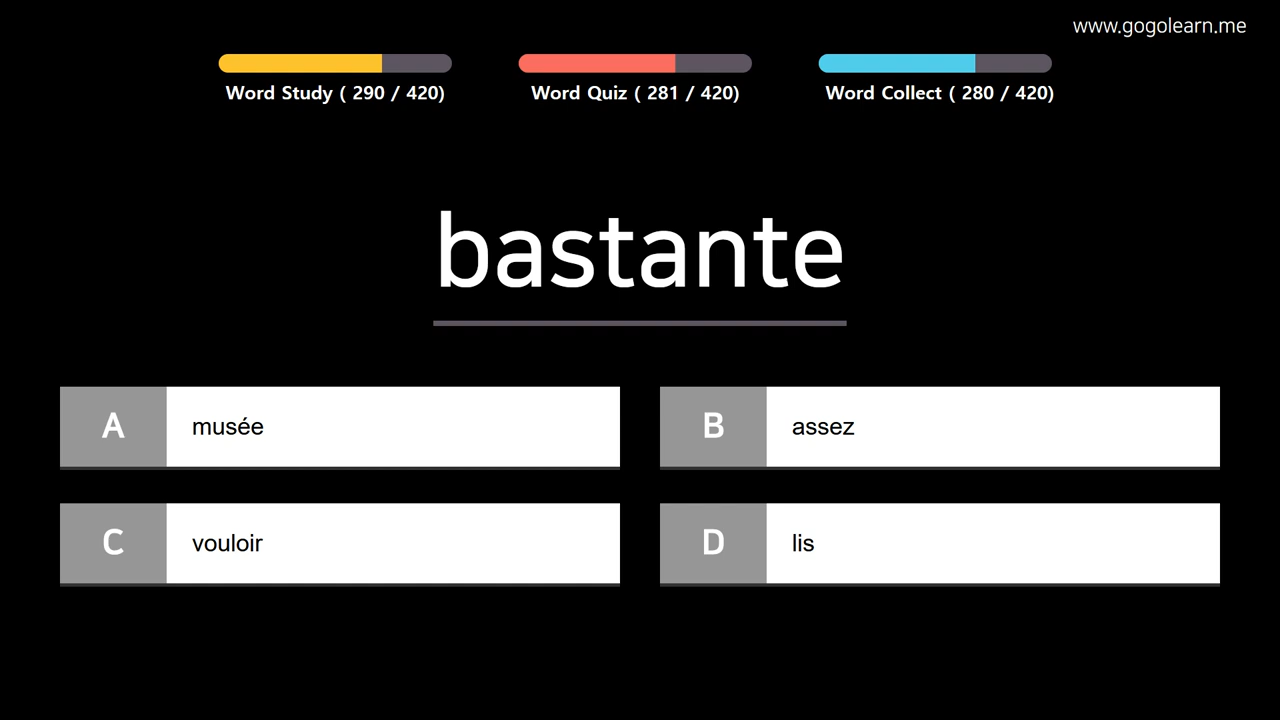 www.gogolearn.me
Word Study ( 290 / 420)
Word Quiz ( 281 / 420)
Word Collect ( 280 / 420)
bastante
A musée
B assez
C vouloir
D lis